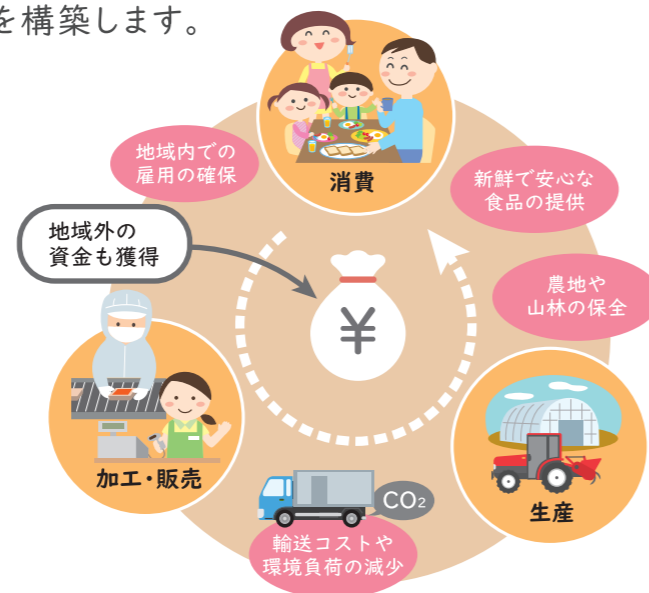 を構築します。
地域内での
雇用の確保
消費
新鮮で安心な
食品の提供
地域外の
資金も獲得
¥
農地や
山林の保全
加工・販売
生産
CO₂
輸送コストや
環境負荷の減少